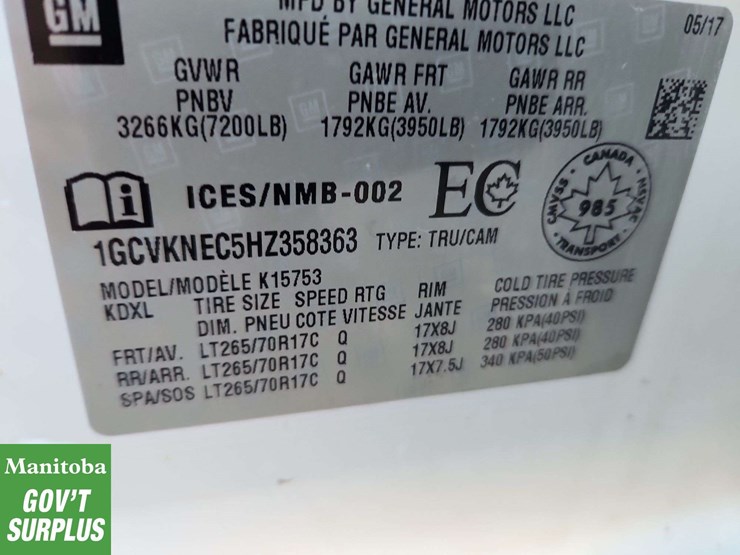 GM
MFD BY GENERAL MOTORS LLC
FABRIQUÉ PAR GENERAL MOTORS LLC
05/17
GVWR GAWR FRT GAWR RR
PNBV PNBE AV. PNBE ARR.
3266KG(7200LB) 1792KG(3950LB) 1792KG(3950LB)
i ICES/NMB-002 EC
CANADA
CMVSS NSVAC
985
TRANSPORT
1GCVKNEC5HZ358363 TYPE: TRU/CAM
MODEL/MODÈLE K15753
KDXL TIRE SIZE SPEED RTG RIM COLD TIRE PRESSURE
DIM. PNEU COTE VITESSE JANTE PRESSION À FROID
FRT/AV. LT265/70R17C Q 17X8J 280 KPA(40PSI)
RR/ARR. LT265/70R17C Q 17X8J 280 KPA(40PSI)
SPA/SOS LT265/70R17C Q 17X7.5J 340 KPA(50PSI)
Manitoba
GOV'T
SURPLUS